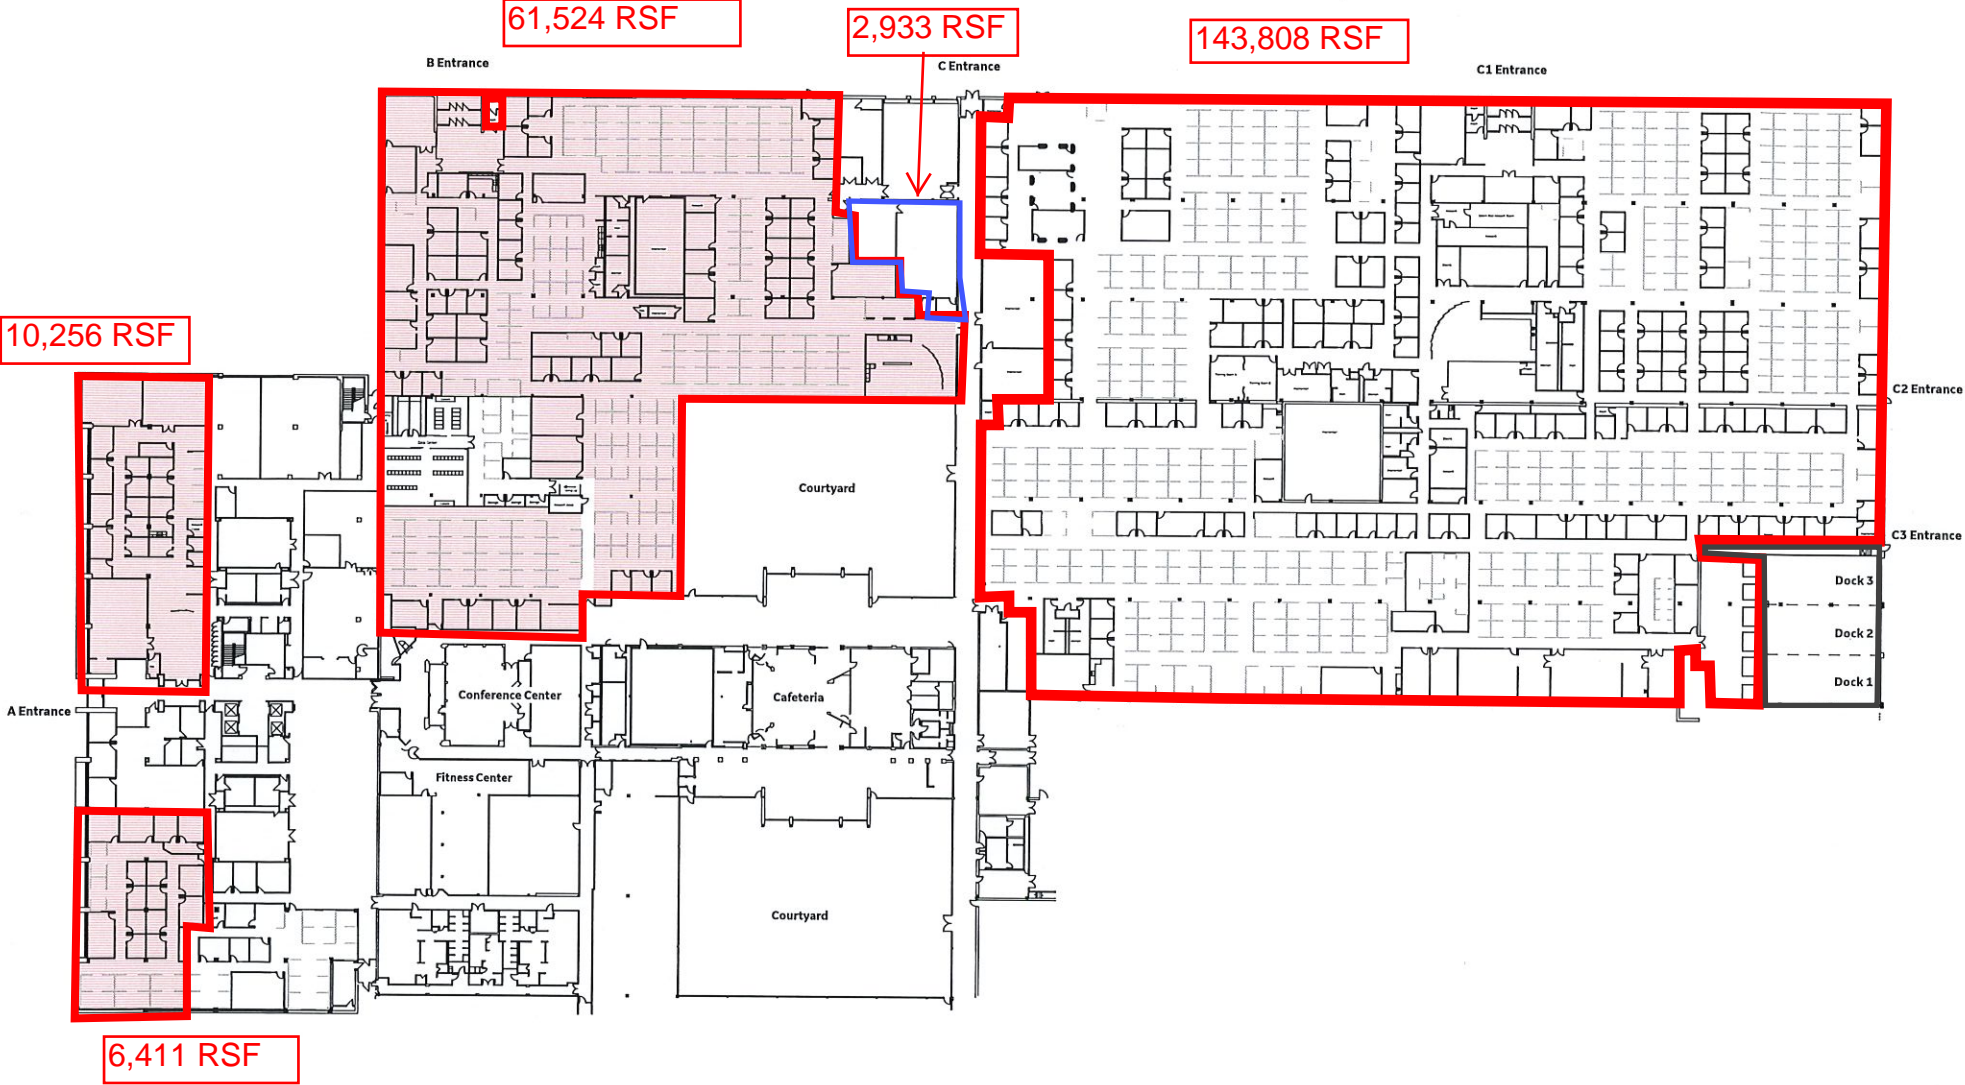 61,524 RSF
2,933 RSF
143,808 RSF
B Entrance
C Entrance
C1 Entrance
10,256 RSF
C2 Entrance
Courtyard
C3 Entrance
Dock 3
Dock 2
Dock 1
Conference Center
Cafeteria
A Entrance
Fitness Center
Courtyard
6,411 RSF